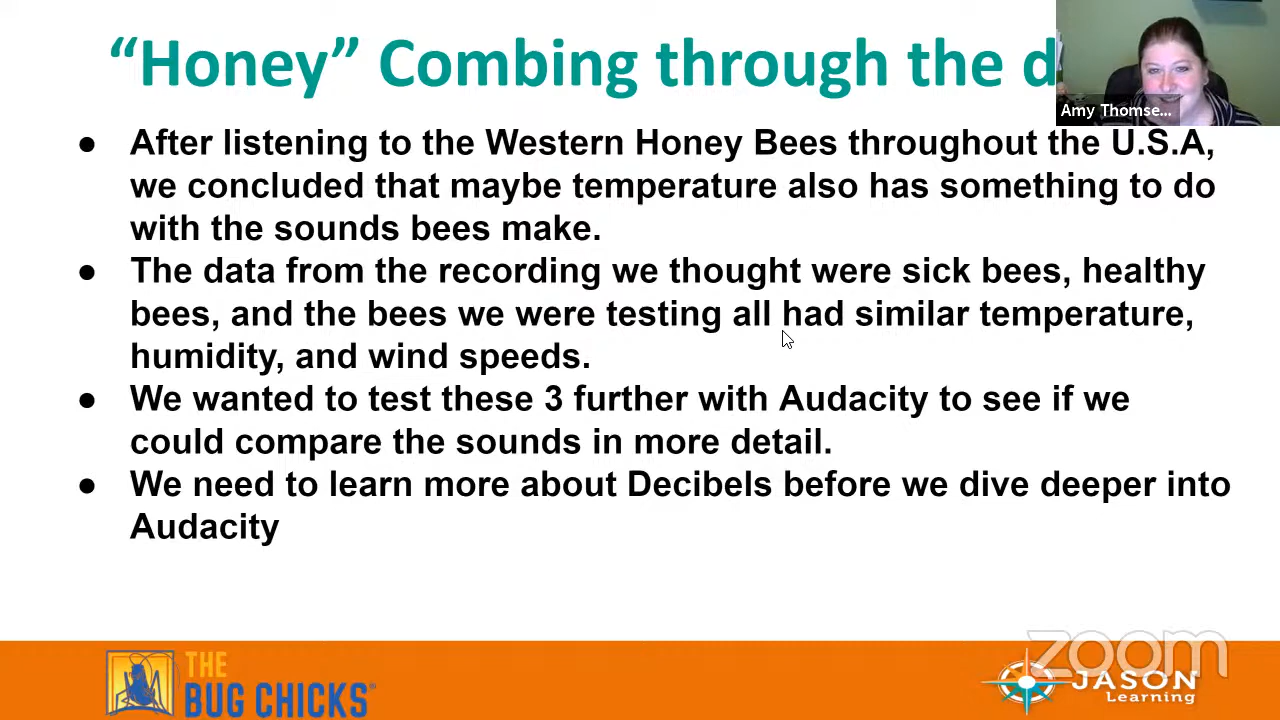 “Honey” Combing through the d
Amy Thomse...
● After listening to the Western Honey Bees throughout the U.S.A,
we concluded that maybe temperature also has something to do
with the sounds bees make.
● The data from the recording we thought were sick bees, healthy
bees, and the bees we were testing all had similar temperature,
humidity, and wind speeds.
● We wanted to test these 3 further with Audacity to see if we
could compare the sounds in more detail.
● We need to learn more about Decibels before we dive deeper into
Audacity
THE
BUG CHICKS®
zoom
JASON
Learning